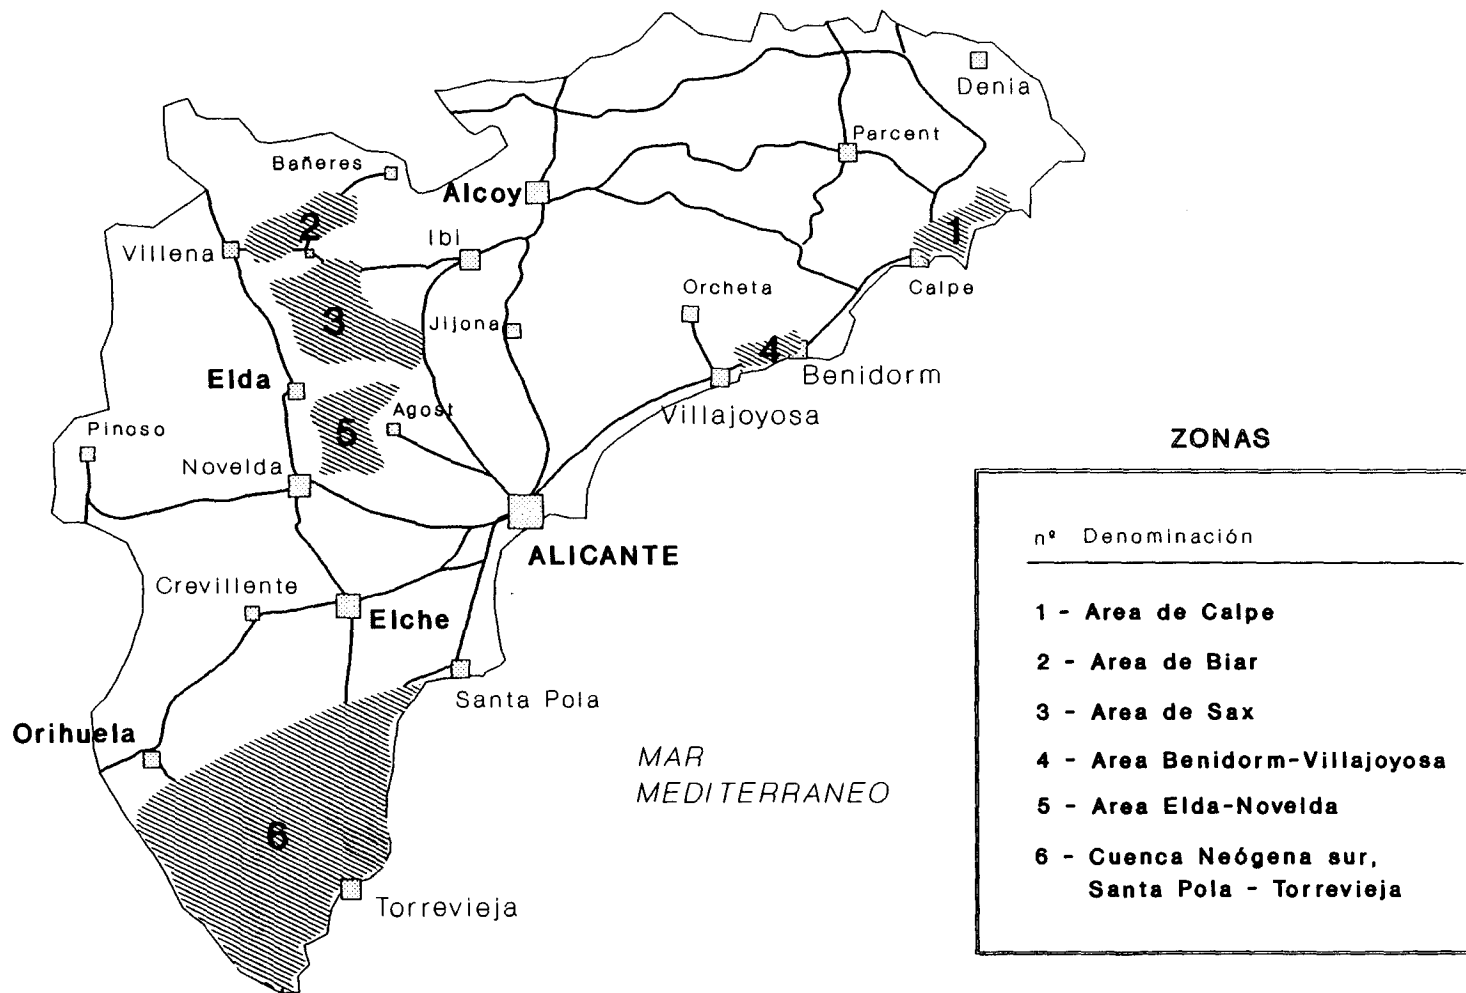 Denia
Parcent
Bañeres
Alcoy
2
1
Villena
Ibi
Calpe
Orcheta
3
Jijona
4
Elda
Benidorm
Agost
Villajoyosa
Pinoso
5
Novelda
ALICANTE
Crevillente
Elche
Santa Pola
Orihuela
MAR
MEDITERRANEO
6
Torrevieja
ZONAS
nº Denominación
1 - Area de Calpe
2 - Area de Biar
3 - Area de Sax
4 - Area Benidorm-Villajoyosa
5 - Area Elda-Novelda
6 - Cuenca Neógena sur,
Santa Pola - Torrevieja